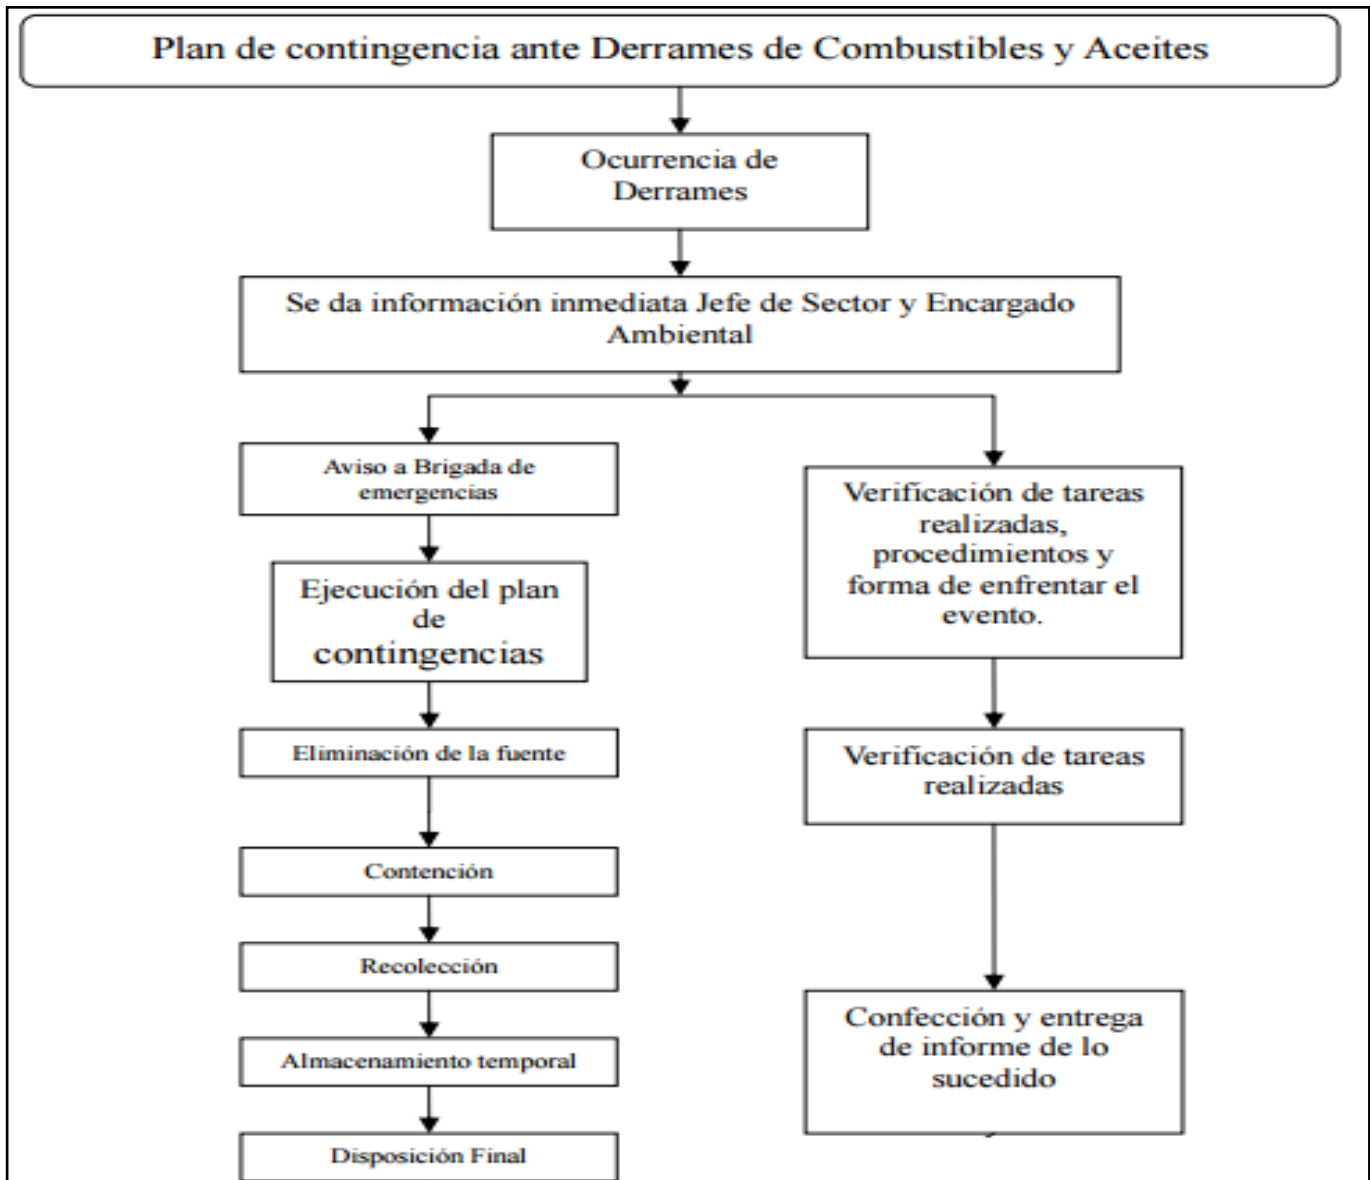 Plan de contingencia ante Derrames de Combustibles y Aceites
Ocurrencia de
Derrames
Se da información inmediata Jefe de Sector y Encargado
Ambiental
Aviso a Brigada de
emergencias
Ejecución del plan
de
contingencias
Eliminación de la fuente
Contención
Recolección
Almacenamiento temporal
Disposición Final
Verificación de tareas
realizadas,
procedimientos y
forma de enfrentar el
evento.
Verificación de tareas
realizadas
Confección y entrega
de informe de lo
sucedido